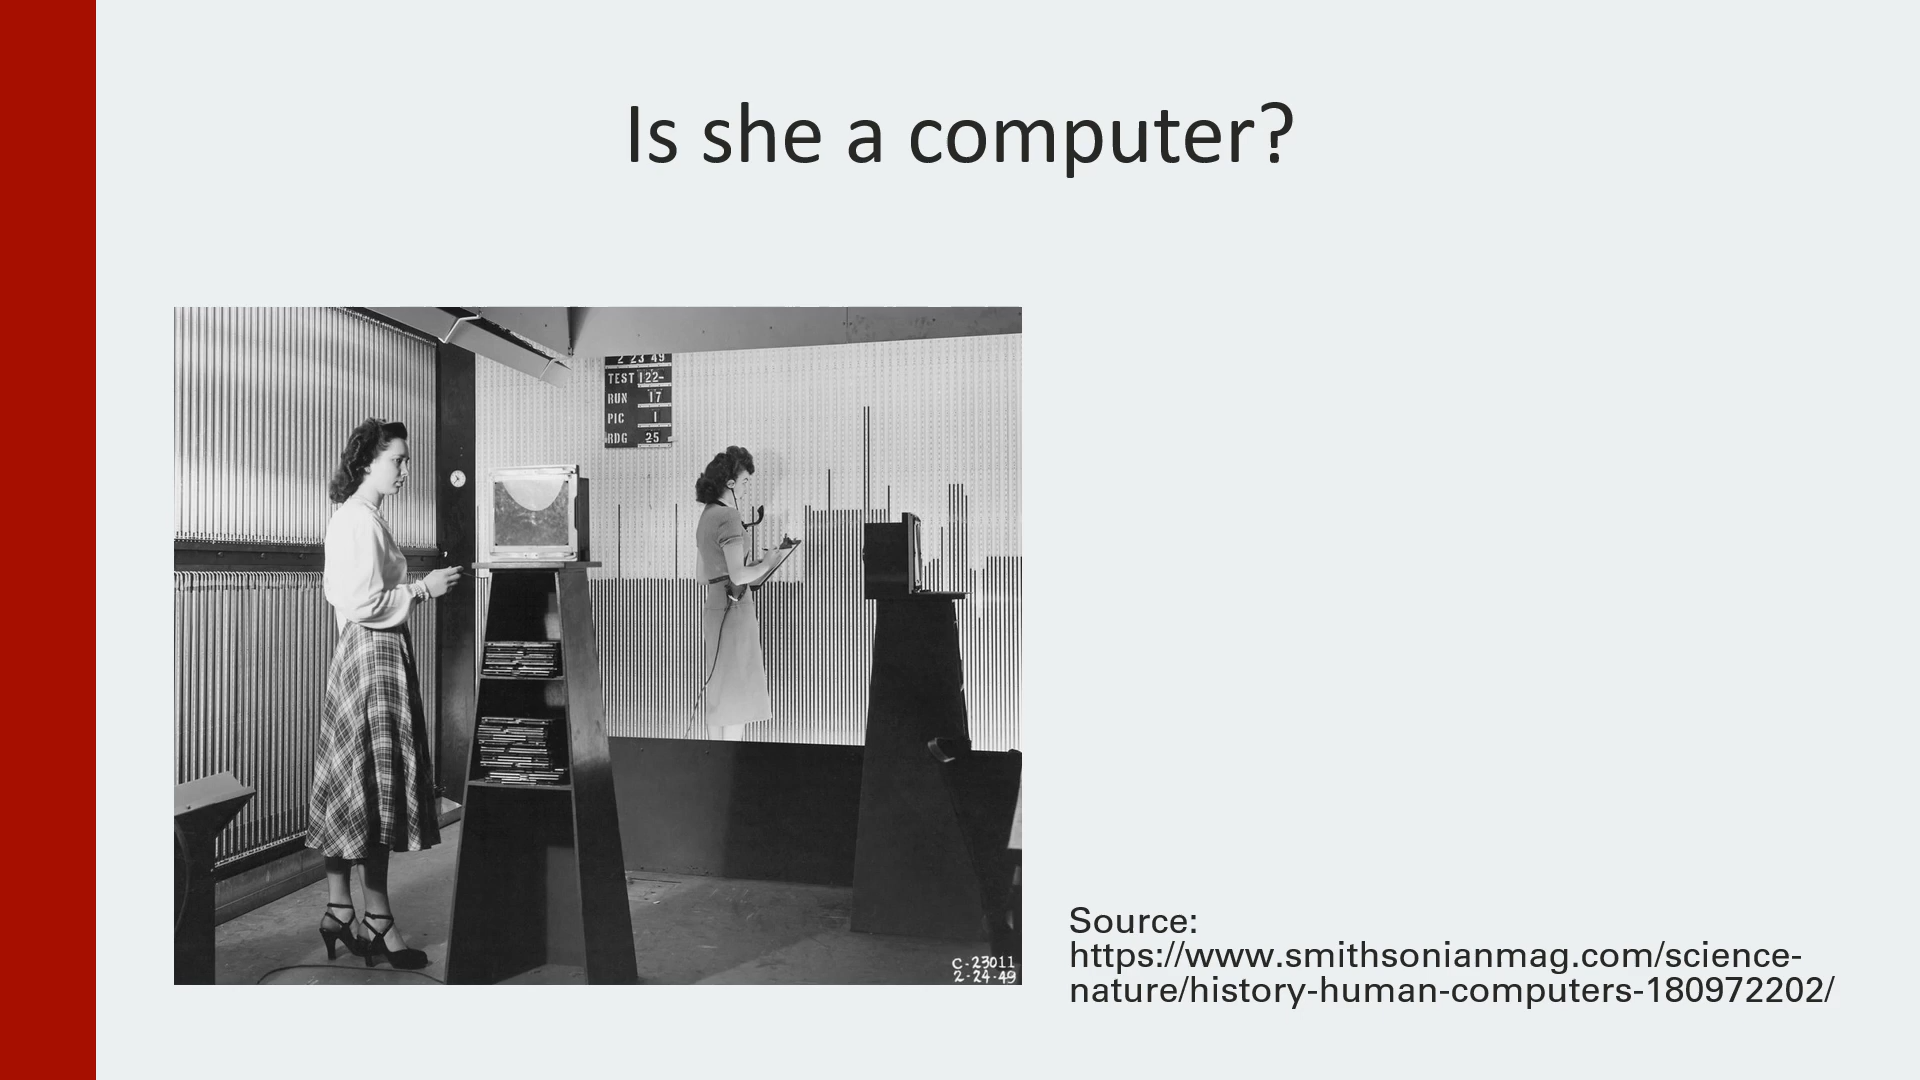 Is she a computer?
2 23 49
TEST 122-
RUN 17
PIC 1
RDG 25
C-23011
2-24-49
Source:
https://www.smithsonianmag.com/science-
nature/history-human-computers-180972202/